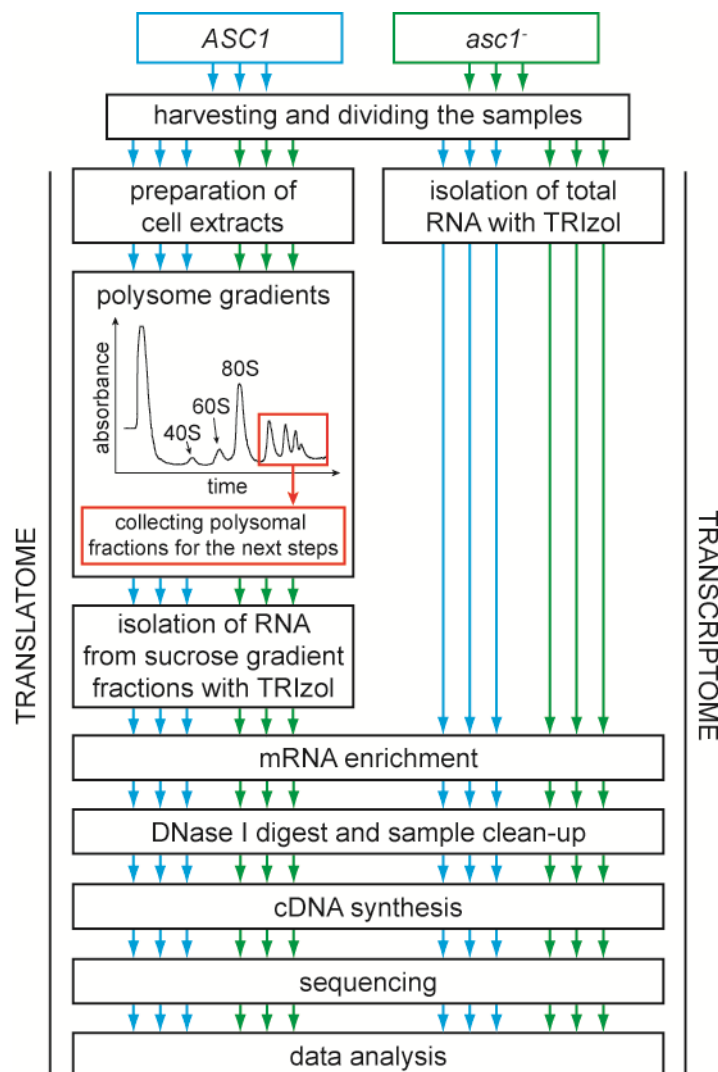 ASC1
asc1-
harvesting and dividing the samples
preparation of
cell extracts
isolation of total
RNA with TRIzol
polysome gradients
absorbance
40S
60S
80S
time
collecting polysomal
fractions for the next steps
isolation of RNA
from sucrose gradient
fractions with TRIzol
TRANSLATOME
TRANSCRIPTOME
mRNA enrichment
DNase I digest and sample clean-up
cDNA synthesis
sequencing
data analysis